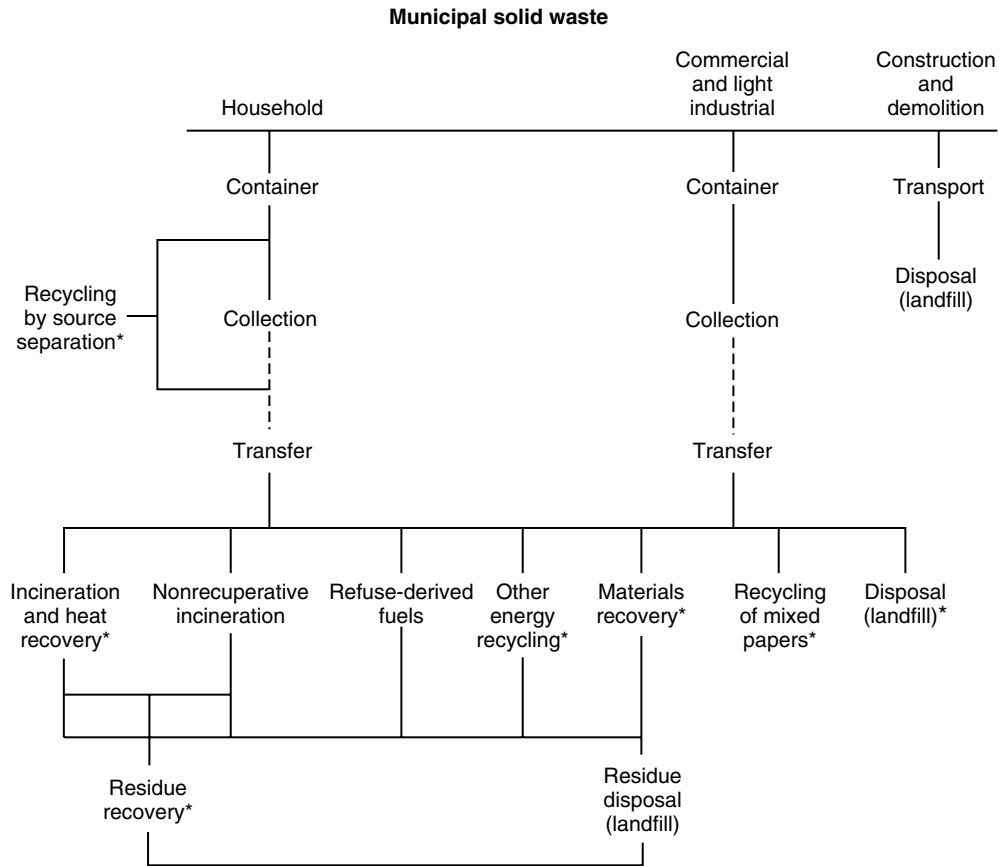 Municipal solid waste
Household
Commercial
and light
industrial
Construction
and
demolition
Container
Container
Transport
Recycling
by source
separation*
Collection
Collection
Disposal
(landfill)
Transfer
Transfer
Incineration
and heat
recovery*
Nonrecuperative
incineration
Refuse-derived
fuels
Other
energy
recycling*
Materials
recovery*
Recycling
of mixed
papers*
Disposal
(landfill)*
Residue
recovery*
Residue
disposal
(landfill)